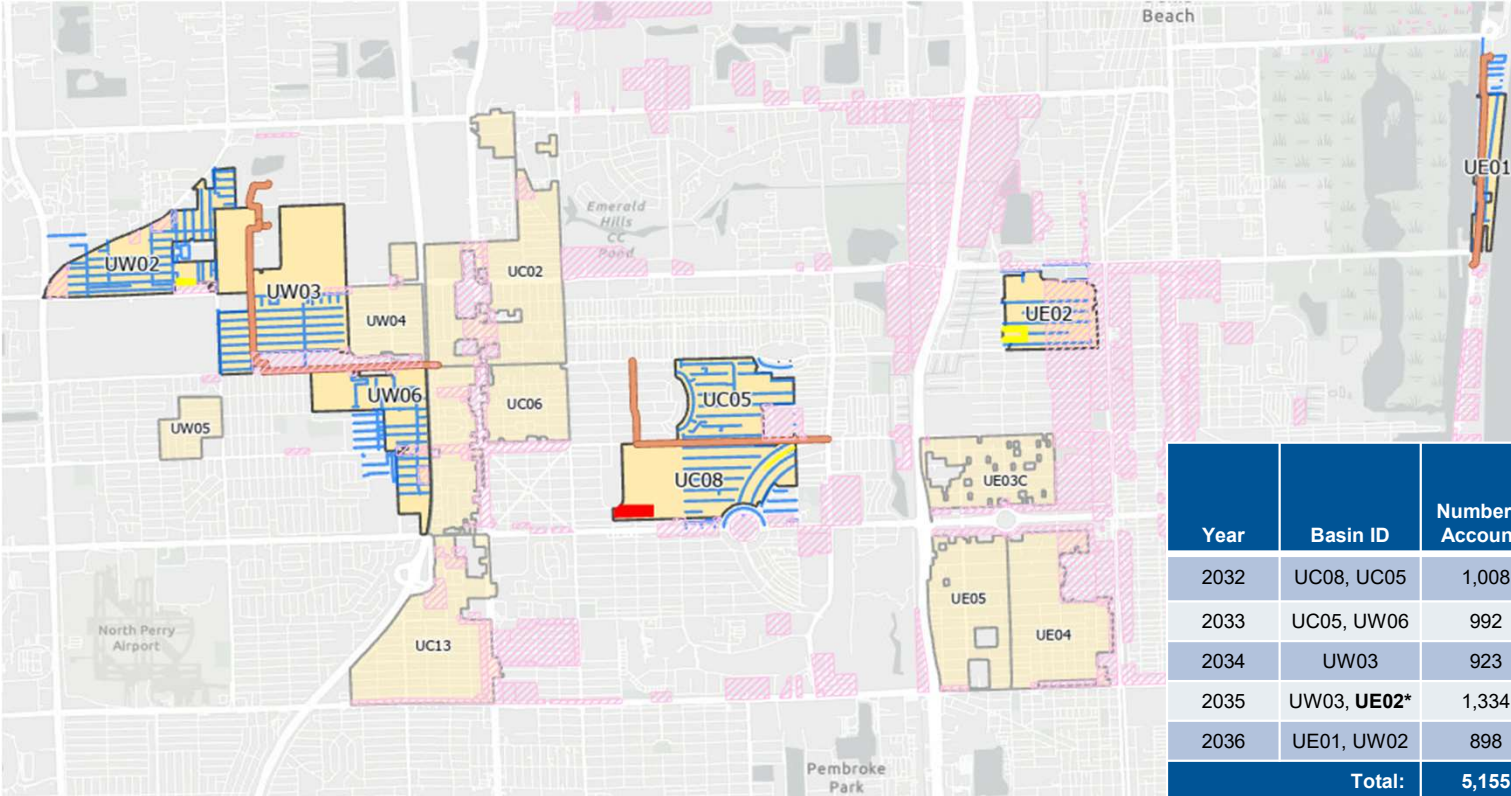 Beach
UE01
UW02
UW03
UW04
UC02
Emerald
Hills
CC
Pond
UE02
UW05
UW06
UC06
UC05
UC08
UE03C
North Perry
Airport
UC13
UE05
UE04
Pembroke
Park
Year Basin ID Number
Accoun
2032 UC08, UC05 1,008
2033 UC05, UW06 992
2034 UW03 923
2035 UW03, UE02* 1,334
2036 UE01, UW02 898
Total: 5,155